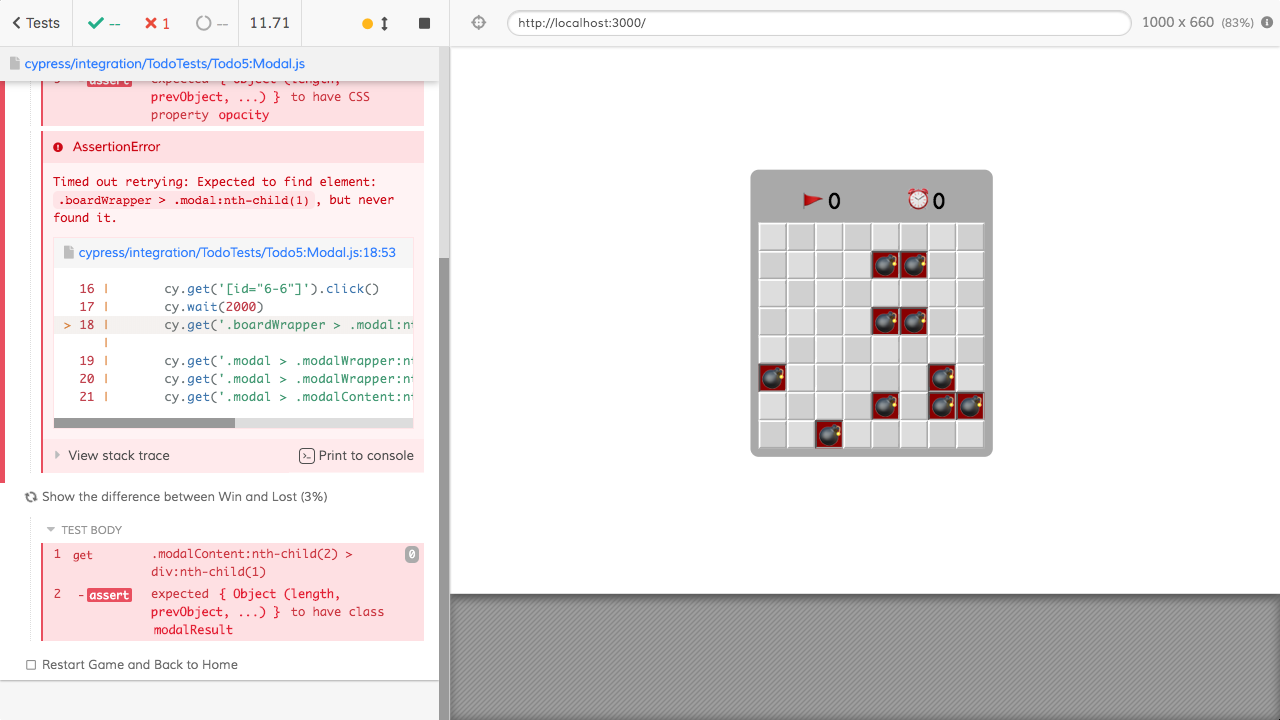 Tests
--
1
--
11.71
http://localhost:3000/
1000 x 660 (83%)
cypress/integration/TodoTests/Todo5:Modal.js
- assert expected { Object (length,
prevObject, ...) } to have CSS
property opacity
AssertionError
Timed out retrying: Expected to find element:
.boardWrapper > .modal:nth-child(1) , but never
found it.
cypress/integration/TodoTests/Todo5:Modal.js:18:53
16 | cy.get('[id="6-6"]').click()
17 | cy.wait(2000)
> 18 | cy.get('.boardWrapper > .modal:nt
|
19 | cy.get('.modal > .modalWrapper:nt
20 | cy.get('.modal > .modalWrapper:nt
21 | cy.get('.modal > .modalContent:nt
View stack trace
Print to console
Show the difference between Win and Lost (3%)
TEST BODY
1 get .modalContent:nth-child(2) > 0
div:nth-child(1)
2 - assert expected { Object (length,
prevObject, ...) } to have class
modalResult
Restart Game and Back to Home
0
0